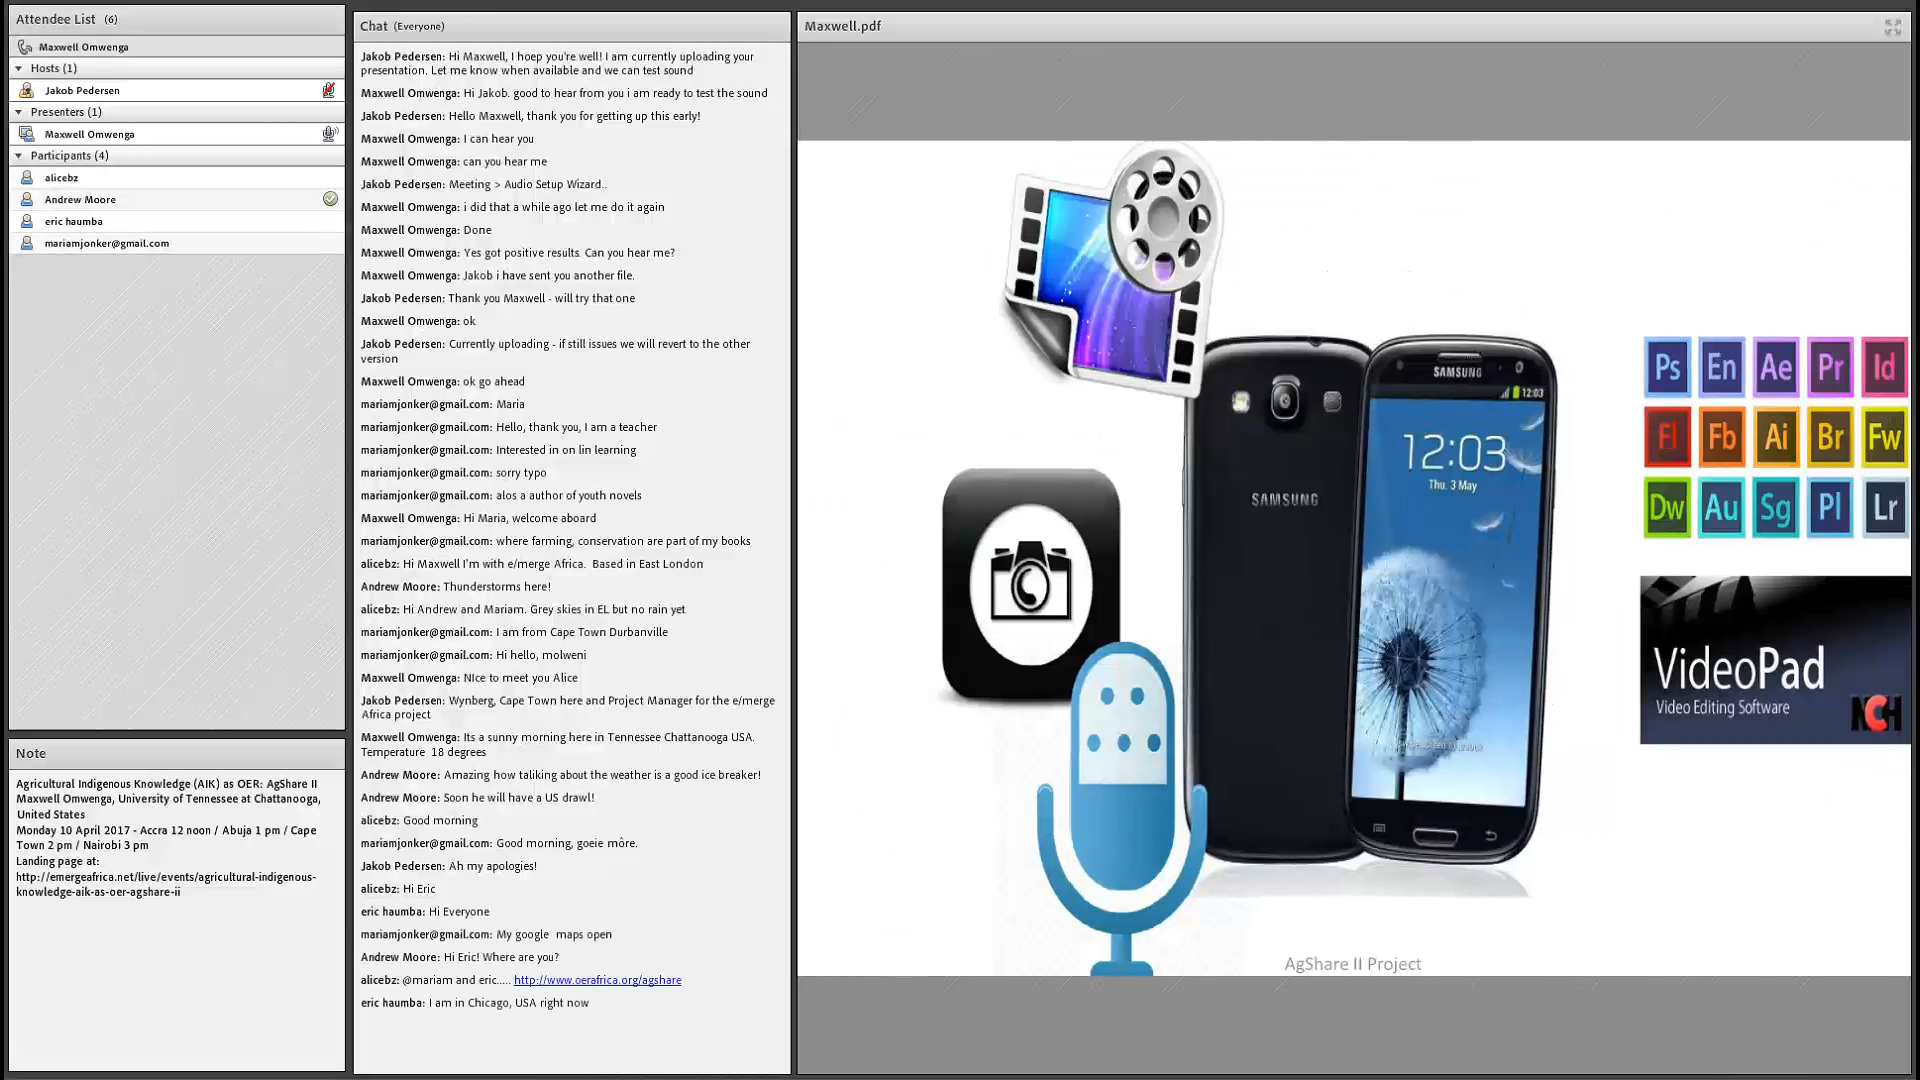 Attendee List (6)
Maxwell Omwenga
Hosts (1)
Jakob Pedersen
Presenters (1)
Maxwell Omwenga
Participants (4)
alicebz
Andrew Moore
eric haumba
mariamjonker@gmail.com
Note
Agricultural Indigenous Knowledge (AIK) as OER: AgShare II
Maxwell Omwenga, University of Tennessee at Chattanooga,
United States
Monday 10 April 2017 - Accra 12 noon / Abuja 1 pm / Cape
Town 2 pm / Nairobi 3 pm
Landing page at:
http://emergeafrica.net/live/events/agricultural-indigenous-
knowledge-aik-as-oer-agshare-ii
Chat (Everyone)
Jakob Pedersen: Hi Maxwell, I hoep you're well! I am currently uploading your
presentation. Let me know when available and we can test sound
Maxwell Omwenga: Hi Jakob. good to hear from you i am ready to test the sound
Jakob Pedersen: Hello Maxwell, thank you for getting up this early!
Maxwell Omwenga: I can hear you
Maxwell Omwenga: can you hear me
Jakob Pedersen: Meeting > Audio Setup Wizard..
Maxwell Omwenga: i did that a while ago let me do it again
Maxwell Omwenga: Done
Maxwell Omwenga: Yes got positive results. Can you hear me?
Maxwell Omwenga: Jakob i have sent you another file.
Jakob Pedersen: Thank you Maxwell - will try that one
Maxwell Omwenga: ok
Jakob Pedersen: Currently uploading - if still issues we will revert to the other
version
Maxwell Omwenga: ok go ahead
mariamjonker@gmail.com: Maria
mariamjonker@gmail.com: Hello, thank you, I am a teacher
mariamjonker@gmail.com: Interested in on lin learning
mariamjonker@gmail.com: sorry typo
mariamjonker@gmail.com: alos a author of youth novels
Maxwell Omwenga: Hi Maria, welcome aboard
mariamjonker@gmail.com: where farming, conservation are part of my books
alicebz: Hi Maxwell I'm with e/merge Africa. Based in East London
Andrew Moore: Thunderstorms here!
alicebz: Hi Andrew and Mariam. Grey skies in EL but no rain yet
mariamjonker@gmail.com: I am from Cape Town Durbanville
mariamjonker@gmail.com: Hi hello, molweni
Maxwell Omwenga: NIce to meet you Alice
Jakob Pedersen: Wynberg, Cape Town here and Project Manager for the e/merge
Africa project
Maxwell Omwenga: Its a sunny morning here in Tennessee Chattanooga USA.
Temperature 18 degrees
Andrew Moore: Amazing how taliking about the weather is a good ice breaker!
Andrew Moore: Soon he will have a US drawl!
alicebz: Good morning
mariamjonker@gmail.com: Good morning, goeie môre.
Jakob Pedersen: Ah my apologies!
alicebz: Hi Eric
eric haumba: Hi Everyone
mariamjonker@gmail.com: My google maps open
Andrew Moore: Hi Eric! Where are you?
alicebz: @mariam and eric..... http://www.oerafrica.org/agshare
eric haumba: I am in Chicago, USA right now
Maxwell.pdf
SAMSUNG
SAMSUNG
12:03
12:03
Thu. 3 May
Ps En Ae Pr Id
Fl Fb Ai Br Fw
Dw Au Sg Pl Lr
VideoPad
Video Editing Software
NCH
AgShare II Project